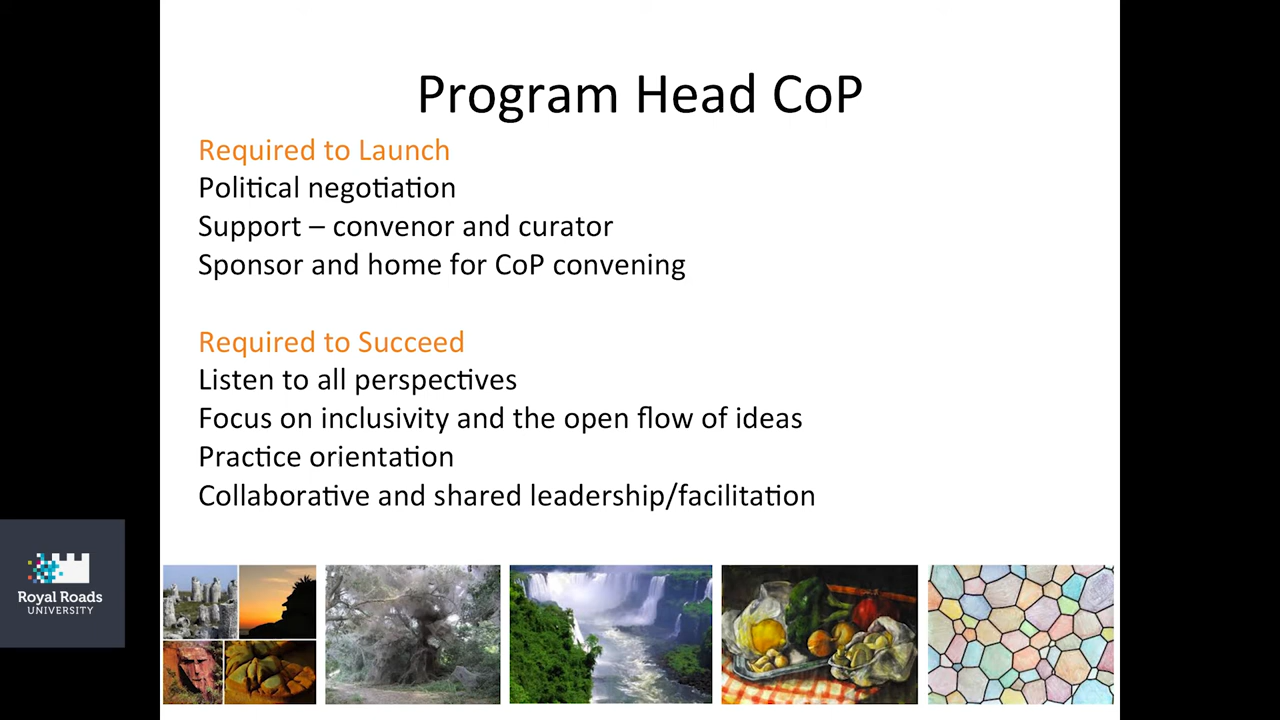 Program Head CoP
Required to Launch
Political negotiation
Support – convenor and curator
Sponsor and home for CoP convening
Required to Succeed
Listen to all perspectives
Focus on inclusivity and the open flow of ideas
Practice orientation
Collaborative and shared leadership/facilitation
Royal Roads
UNIVERSITY